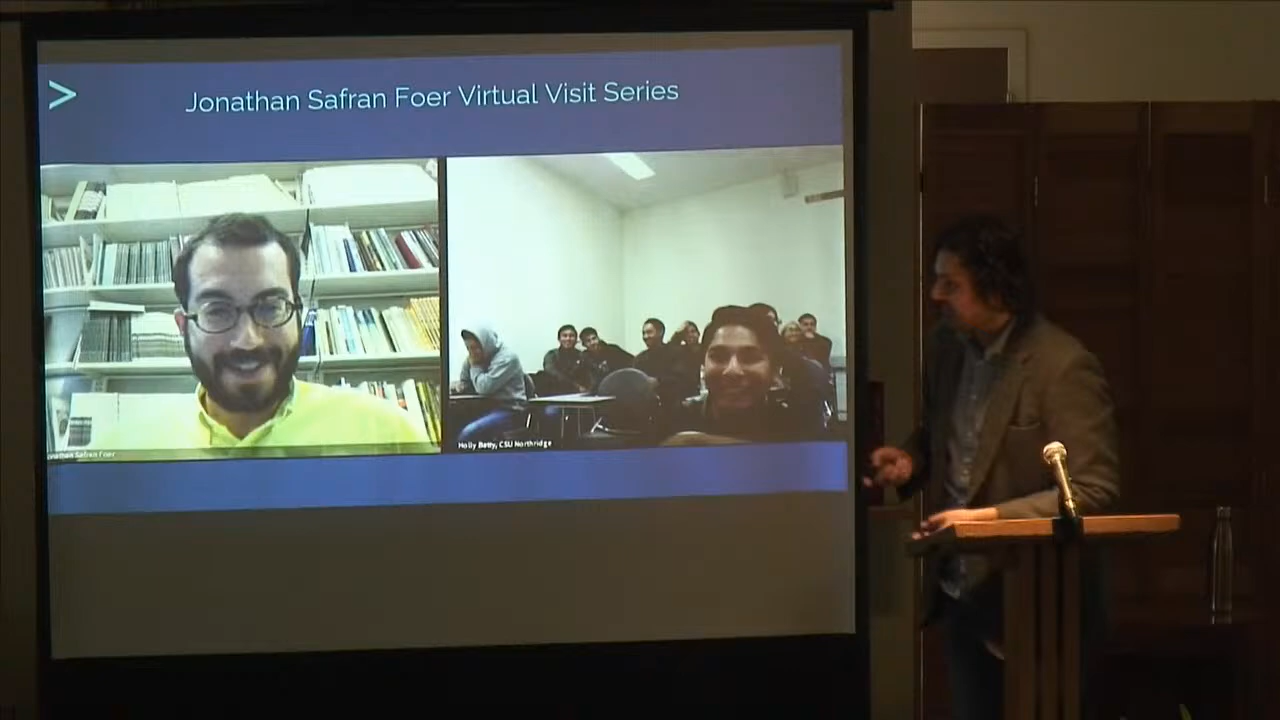 > Jonathan Safran Foer Virtual Visit Series
Jonathan Safran Foer
Holly Batty, CSU Northridge